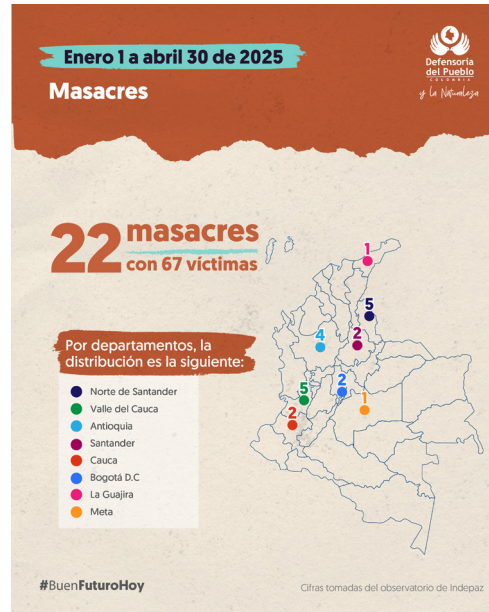 Enero 1 a abril 30 de 2025
Masacres
Defensoría
del Pueblo
COLOMBIA
y la Naturaleza
22 masacres
con 67 víctimas
Por departamentos, la
distribución es la siguiente:
Norte de Santander
Valle del Cauca
Antioquia
Santander
Cauca
Bogotá D.C
La Guajira
Meta
1
5
4
2
5
2
1
2
#BuenFuturoHoy
Cifras tomadas del observatorio de Indepaz